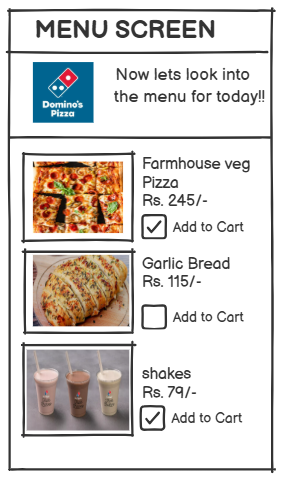 MENU SCREEN
Now lets look into
the menu for today!!
Domino's
Pizza
Farmhouse veg
Pizza
Rs. 245/-
Add to Cart
Garlic Bread
Rs. 115/-
Add to Cart
shakes
Rs. 79/-
Add to Cart